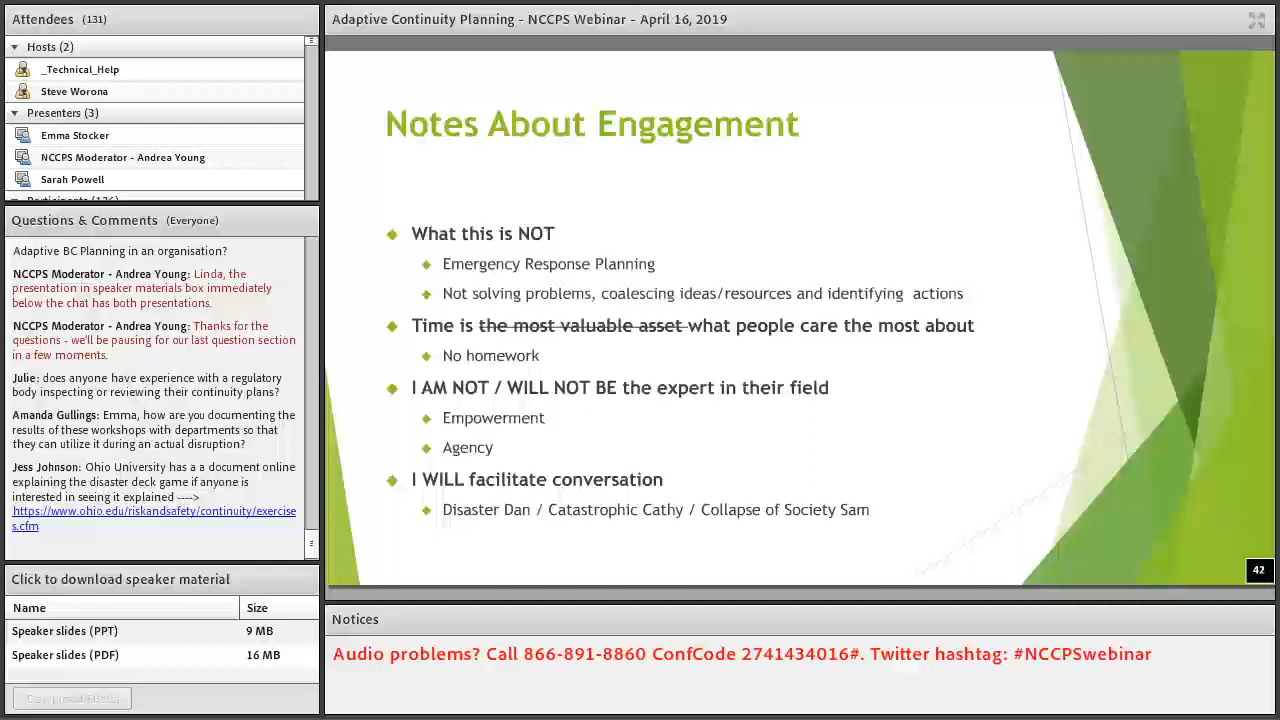 Attendees (131)
Hosts (2)
_Technical_Help
Steve Worona
Presenters (3)
Emma Stocker
NCCPS Moderator - Andrea Young
Sarah Powell
Questions & Comments (Everyone)
Adaptive BC Planning in an organisation?
NCCPS Moderator - Andrea Young: Linda, the
presentation in speaker materials box immediately
below the chat has both presentations.
NCCPS Moderator - Andrea Young: Thanks for the
questions - we'll be pausing for our last question section
in a few moments.
Julie: does anyone have experience with a regulatory
body inspecting or reviewing their continuity plans?
Amanda Gullings: Emma, how are you documenting the
results of these workshops with departments so that
they can utilize it during an actual disruption?
Jess Johnson: Ohio University has a a document online
explaining the disaster deck game if anyone is
interested in seeing it explained ---->
https://www.ohio.edu/riskandsafety/continuity/exercise
s.cfm
Click to download speaker material
Name Size
Speaker slides (PPT) 9 MB
Speaker slides (PDF) 16 MB
Adaptive Continuity Planning - NCCPS Webinar - April 16, 2019
Notes About Engagement
What this is NOT
Emergency Response Planning
Not solving problems, coalescing ideas/resources and identifying actions
Time is the most valuable asset what people care the most about
No homework
I AM NOT / WILL NOT BE the expert in their field
Empowerment
Agency
I WILL facilitate conversation
Disaster Dan / Catastrophic Cathy / Collapse of Society Sam
42
Notices
Audio problems? Call 866-891-8860 ConfCode 2741434016#. Twitter hashtag: #NCCPSwebinar